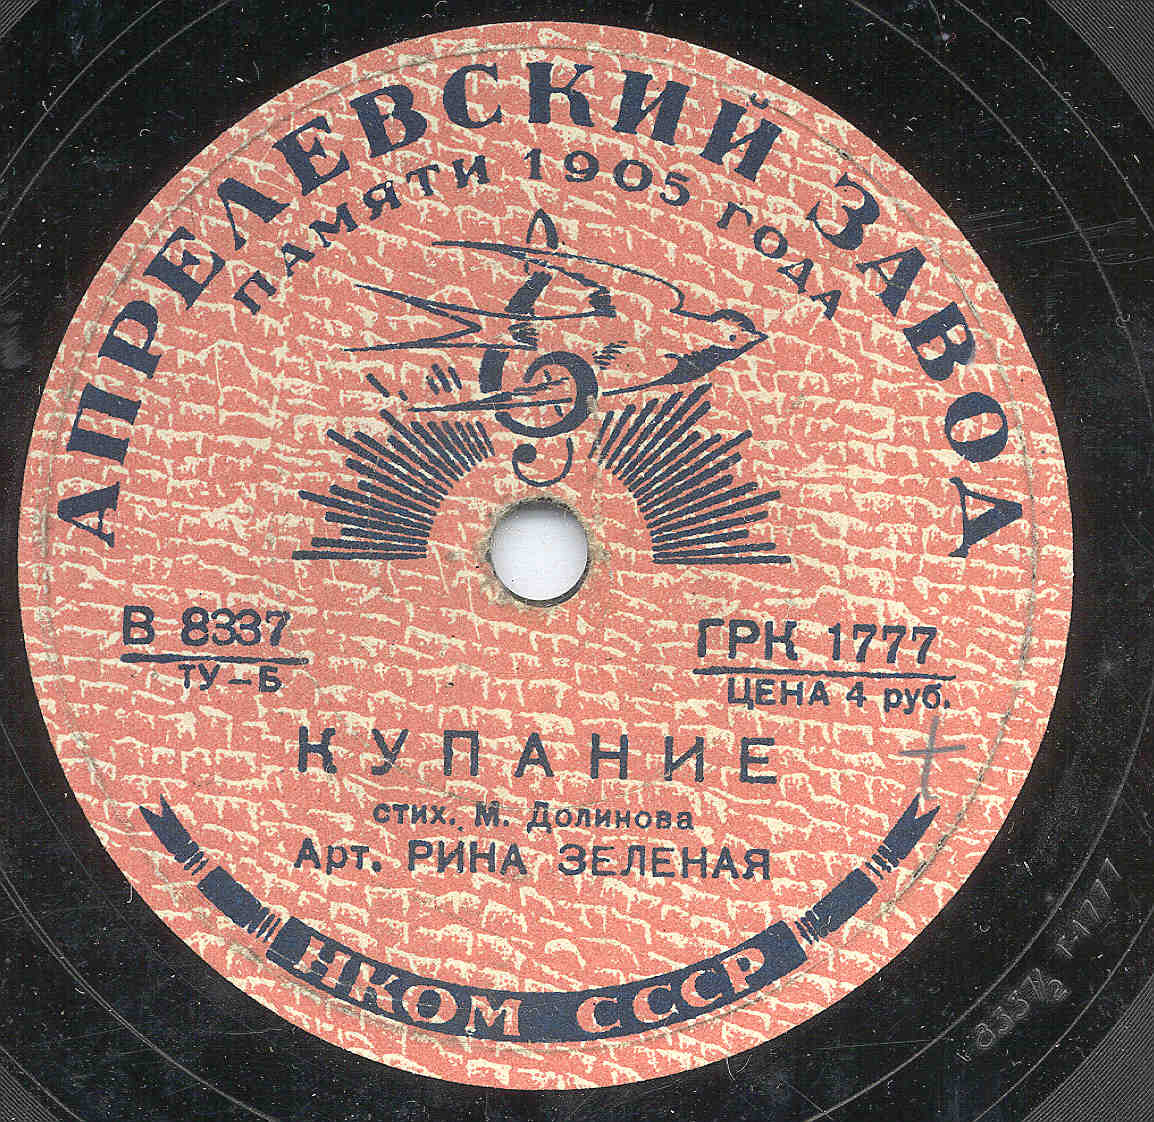 АПРЕЛЕВСКИЙ ЗАВОД
ПАМЯТИ 1905 ГОДА
В 8337
ТУ-Б
ГРК 1777
ЦЕНА 4 руб.
КУПАНИЕ
стих. М. Долинова
Арт. РИНА ЗЕЛЕНАЯ
НКОМ СССР